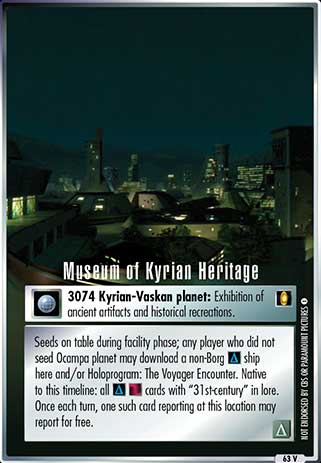 Museum of Kyrian Heritage
3074 Kyrian-Vaskan planet: Exhibition of
ancient artifacts and historical recreations.
Seeds on table during facility phase; any player who did not
seed Ocampa planet may download a non-Borg Δ ship
here and/or Holoprogram: The Voyager Encounter. Native
to this timeline: all Δ cards with "31st-century" in lore.
Once each turn, one such card reporting at this location may
report for free.
Δ
NOT ENDORSED BY CBS OR PARAMOUNT PICTURES
63 V